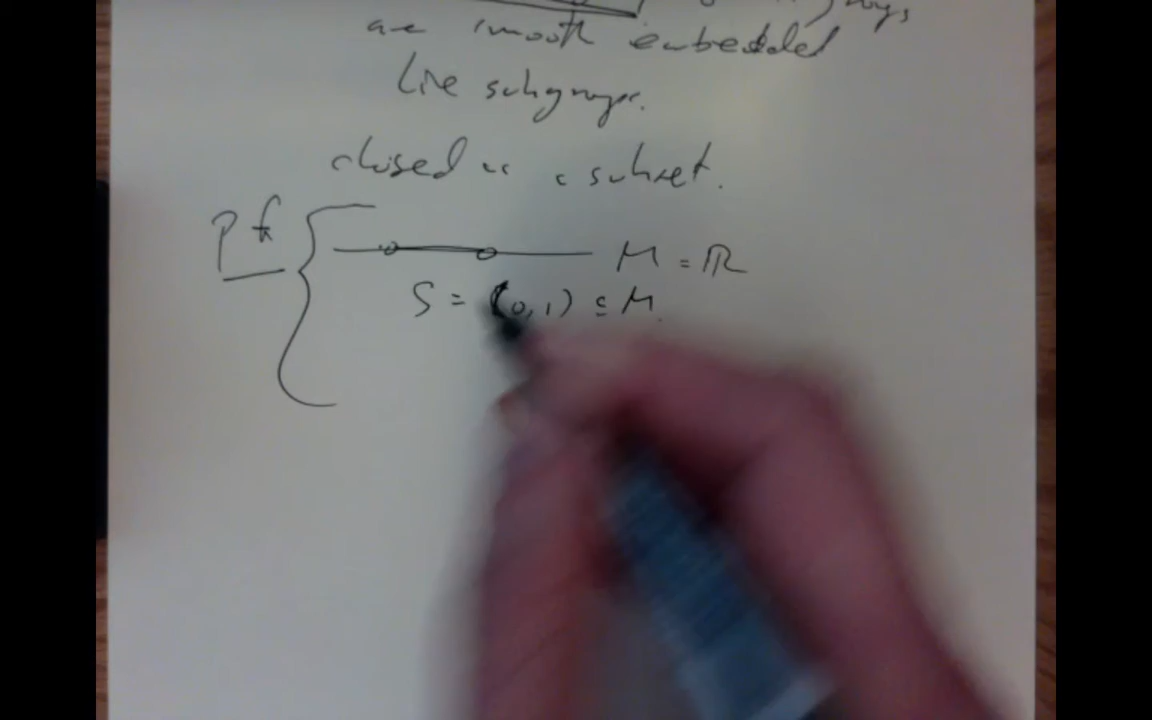 are smooth embedded
Lie subgroups.
closed as a subset.
pf
M = ℝ
S = (0,1) ⊆ M.